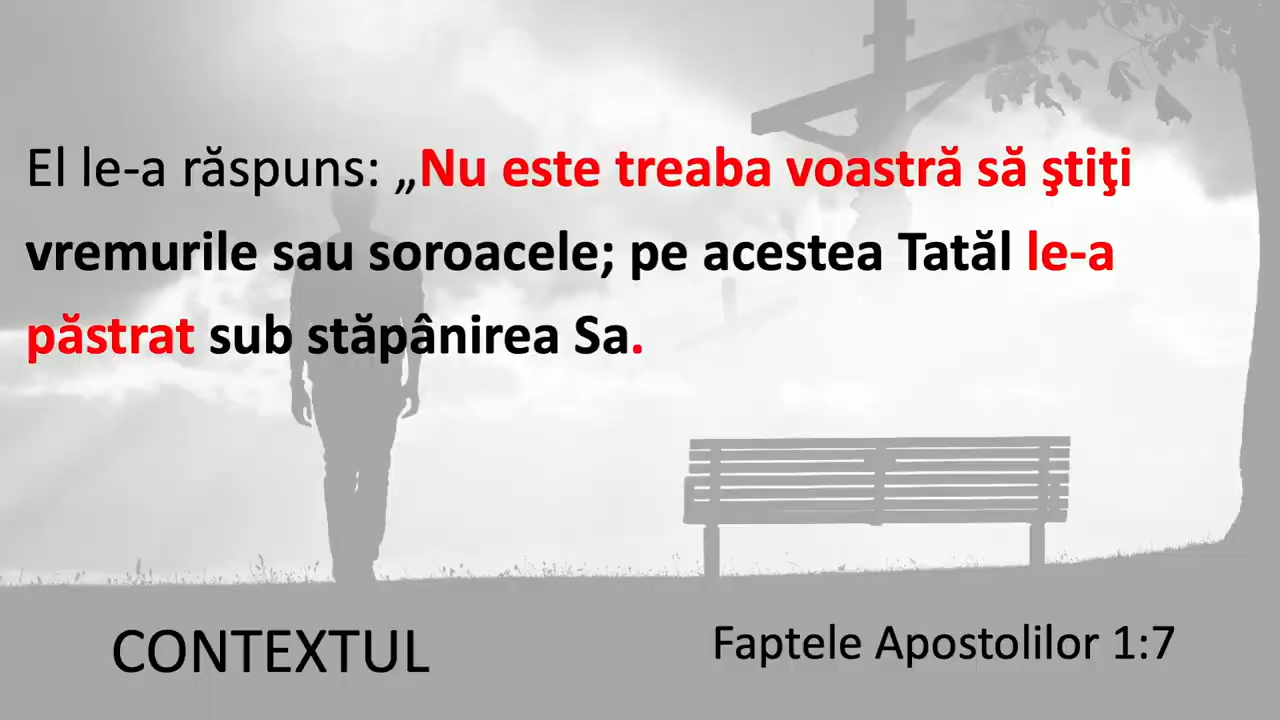 El le-a răspuns: „Nu este treaba voastră să ştiţi
vremurile sau soroacele; pe acestea Tatăl le-a
păstrat sub stăpânirea Sa.
CONTEXTUL
Faptele Apostolilor 1:7